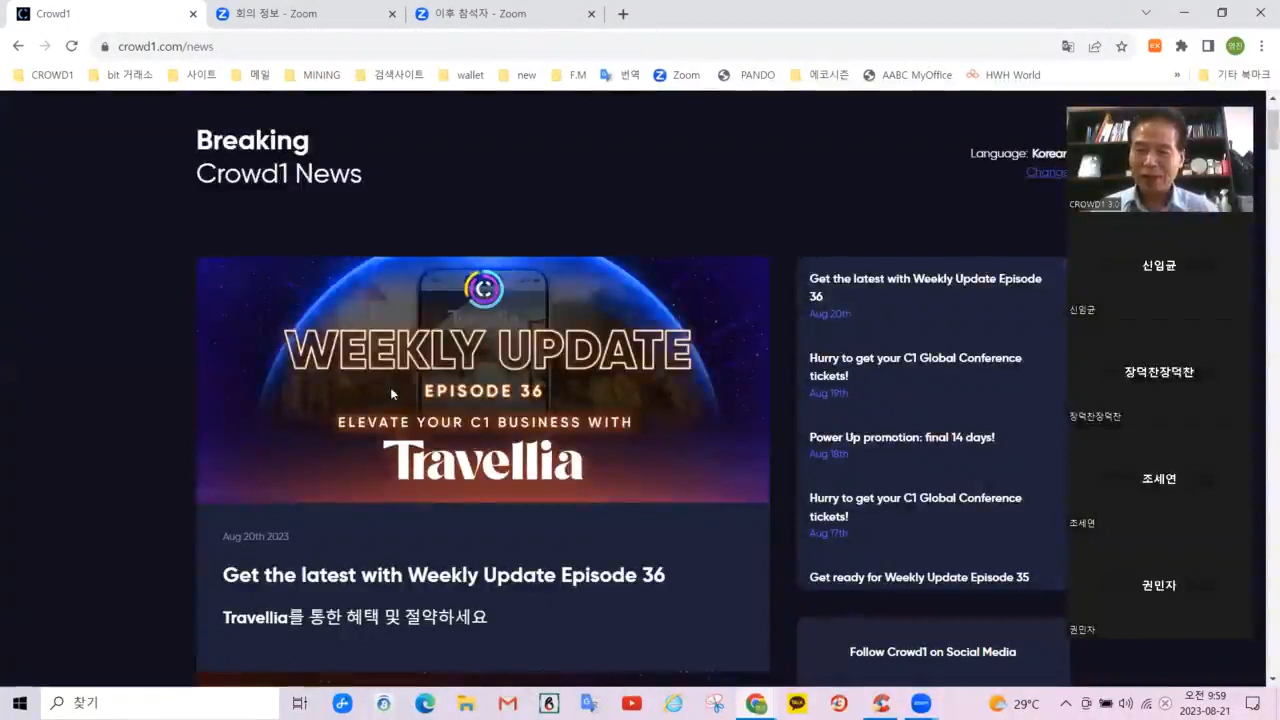 Crowd1
회의 정보 - Zoom
이후 참석자 - Zoom
crowd1.com/news
명진
CROWD1
bit 거래소
사이트
메일
MINING
검색사이트
wallet
new
F.M
번역
Zoom
PANDO
에코시즌
AABC MyOffice
HWH World
»
기타 북마크
Breaking
Crowd1 News
Language: Korean
Change
CROWD1 3.0
WEEKLY UPDATE
EPISODE 36
ELEVATE YOUR C1 BUSINESS WITH
Travellia
Aug 20th 2023
Get the latest with Weekly Update Episode 36
Travellia를 통한 혜택 및 절약하세요
Get the latest with Weekly Update Episode
36
Aug 20th
Hurry to get your C1 Global Conference
tickets!
Aug 19th
Power Up promotion: final 14 days!
Aug 18th
Hurry to get your C1 Global Conference
tickets!
Aug 17th
Get ready for Weekly Update Episode 35
Follow Crowd1 on Social Media
신임균
신임균
장덕찬장덕찬
장덕찬장덕찬
조세연
조세연
권민자
권민자
찾기
TALK
29°C
오전 9:59
2023-08-21